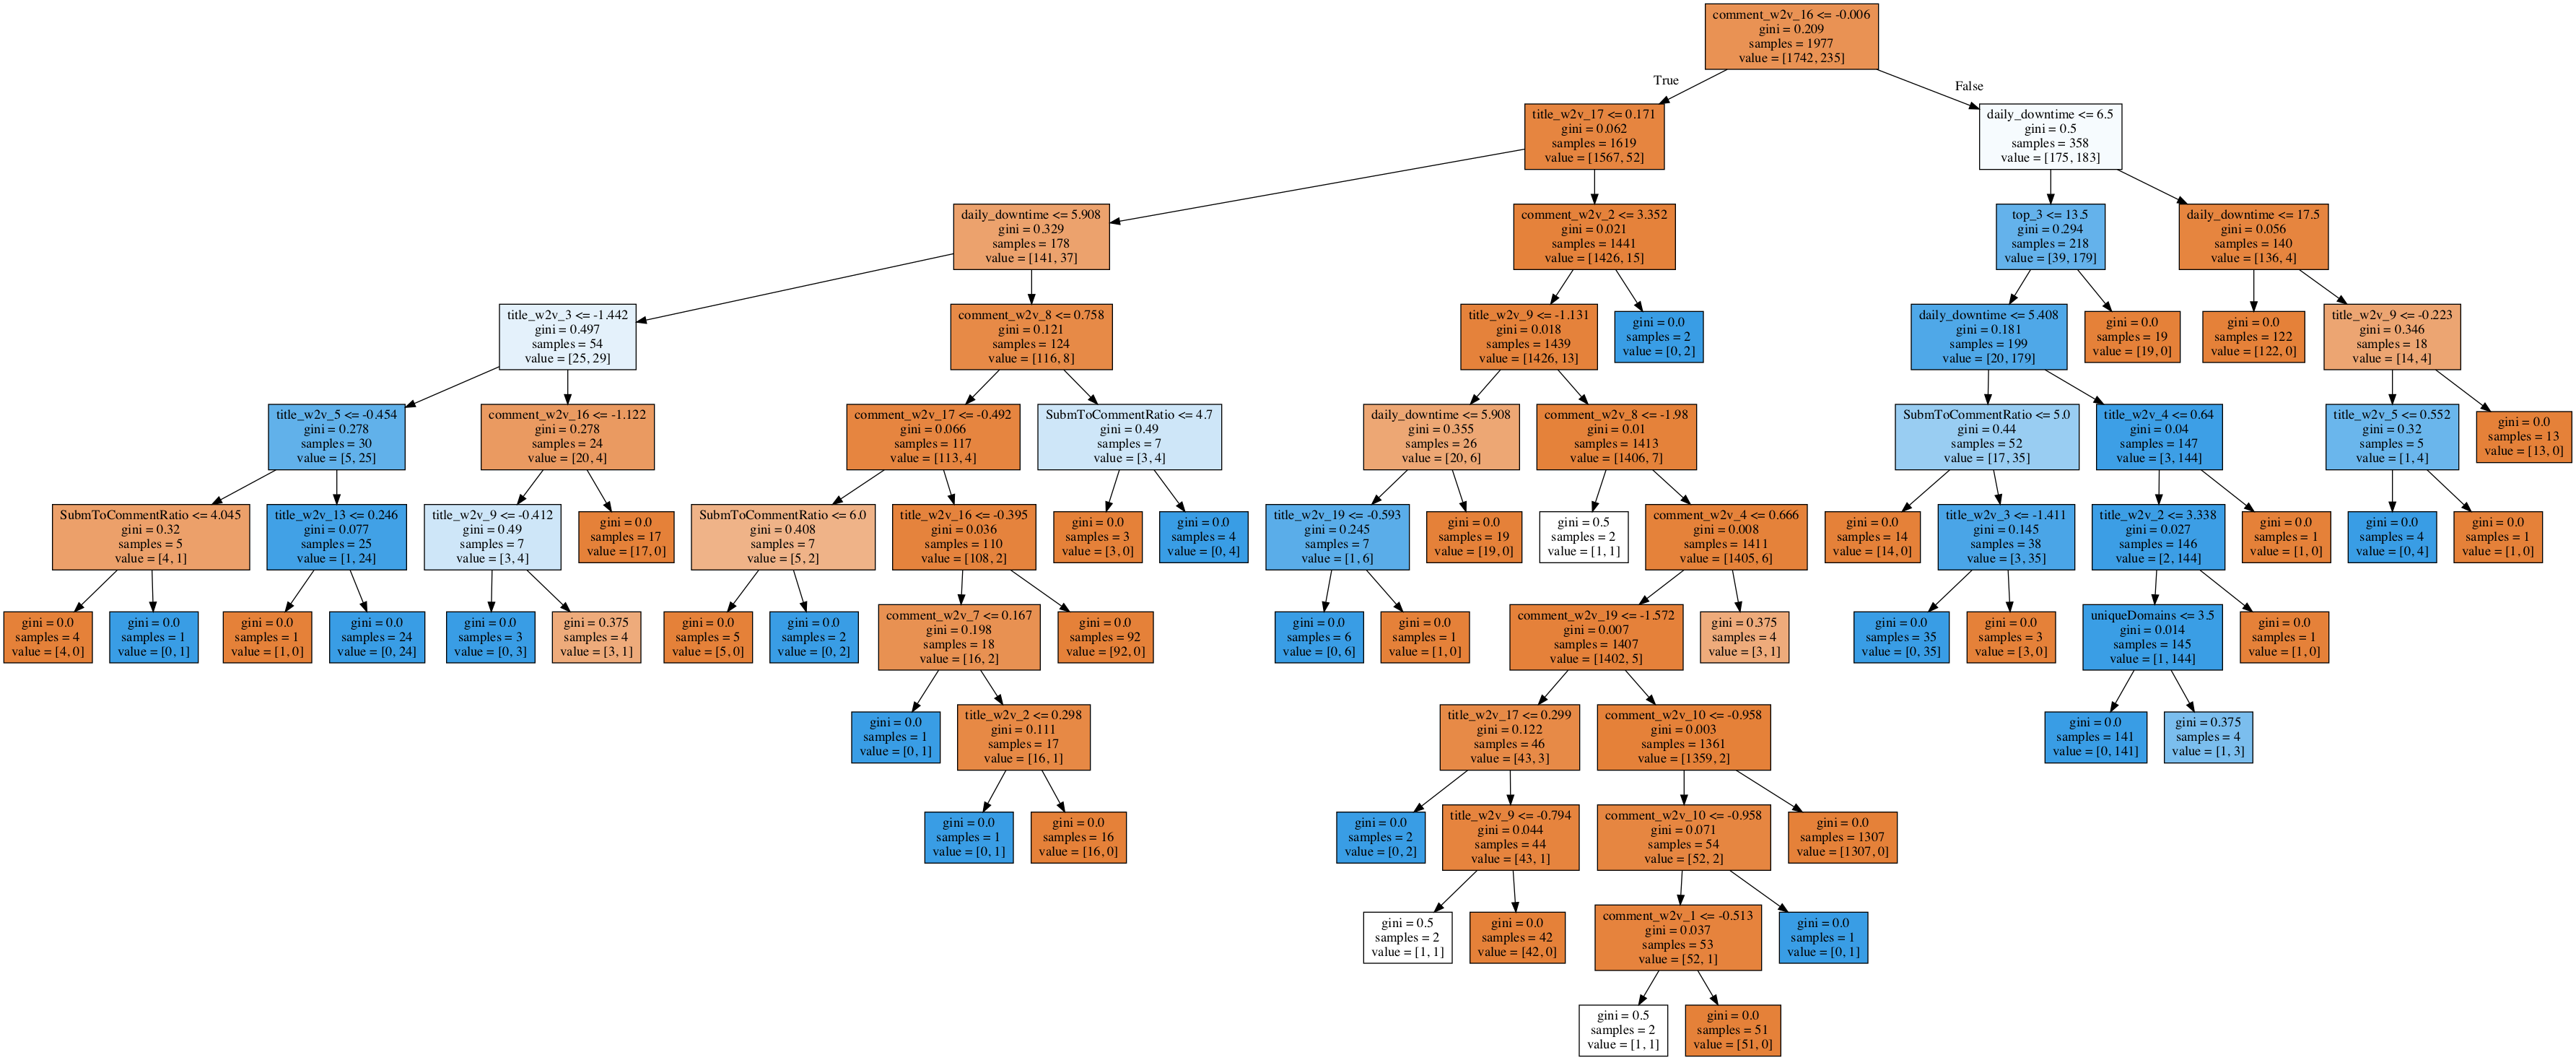 comment_w2v_16 <= -0.006
gini = 0.209
samples = 1977
value = [1742, 235]
True
False
title_w2v_17 <= 0.171
gini = 0.062
samples = 1619
value = [1567, 52]
daily_downtime <= 6.5
gini = 0.5
samples = 358
value = [175, 183]
daily_downtime <= 5.908
gini = 0.329
samples = 178
value = [141, 37]
comment_w2v_2 <= 3.352
gini = 0.021
samples = 1441
value = [1426, 15]
top_3 <= 13.5
gini = 0.294
samples = 218
value = [39, 179]
daily_downtime <= 17.5
gini = 0.056
samples = 140
value = [136, 4]
title_w2v_3 <= -1.442
gini = 0.497
samples = 54
value = [25, 29]
comment_w2v_8 <= 0.758
gini = 0.121
samples = 124
value = [116, 8]
title_w2v_9 <= -1.131
gini = 0.018
samples = 1439
value = [1426, 13]
gini = 0.0
samples = 2
value = [0, 2]
daily_downtime <= 5.408
gini = 0.181
samples = 199
value = [20, 179]
gini = 0.0
samples = 19
value = [19, 0]
gini = 0.0
samples = 122
value = [122, 0]
title_w2v_9 <= -0.223
gini = 0.346
samples = 18
value = [14, 4]
title_w2v_5 <= -0.454
gini = 0.278
samples = 30
value = [5, 25]
comment_w2v_16 <= -1.122
gini = 0.278
samples = 24
value = [20, 4]
comment_w2v_17 <= -0.492
gini = 0.066
samples = 117
value = [113, 4]
SubmToCommentRatio <= 4.7
gini = 0.49
samples = 7
value = [3, 4]
daily_downtime <= 5.908
gini = 0.355
samples = 26
value = [20, 6]
comment_w2v_8 <= -1.98
gini = 0.01
samples = 1413
value = [1406, 7]
SubmToCommentRatio <= 5.0
gini = 0.44
samples = 52
value = [17, 35]
title_w2v_4 <= 0.64
gini = 0.04
samples = 147
value = [3, 144]
title_w2v_5 <= 0.552
gini = 0.32
samples = 5
value = [1, 4]
gini = 0.0
samples = 13
value = [13, 0]
SubmToCommentRatio <= 4.045
gini = 0.32
samples = 5
value = [4, 1]
title_w2v_13 <= 0.246
gini = 0.077
samples = 25
value = [1, 24]
title_w2v_9 <= -0.412
gini = 0.49
samples = 7
value = [3, 4]
gini = 0.0
samples = 17
value = [17, 0]
SubmToCommentRatio <= 6.0
gini = 0.408
samples = 7
value = [5, 2]
title_w2v_16 <= -0.395
gini = 0.036
samples = 110
value = [108, 2]
gini = 0.0
samples = 3
value = [3, 0]
gini = 0.0
samples = 4
value = [0, 4]
title_w2v_19 <= -0.593
gini = 0.245
samples = 7
value = [1, 6]
gini = 0.0
samples = 19
value = [19, 0]
gini = 0.5
samples = 2
value = [1, 1]
comment_w2v_4 <= 0.666
gini = 0.008
samples = 1411
value = [1405, 6]
gini = 0.0
samples = 14
value = [14, 0]
title_w2v_3 <= -1.411
gini = 0.145
samples = 38
value = [3, 35]
title_w2v_2 <= 3.338
gini = 0.027
samples = 146
value = [2, 144]
gini = 0.0
samples = 1
value = [1, 0]
gini = 0.0
samples = 4
value = [0, 4]
gini = 0.0
samples = 1
value = [1, 0]
gini = 0.0
samples = 4
value = [4, 0]
gini = 0.0
samples = 1
value = [0, 1]
gini = 0.0
samples = 1
value = [1, 0]
gini = 0.0
samples = 24
value = [0, 24]
gini = 0.0
samples = 3
value = [0, 3]
gini = 0.375
samples = 4
value = [3, 1]
gini = 0.0
samples = 5
value = [5, 0]
gini = 0.0
samples = 2
value = [0, 2]
comment_w2v_7 <= 0.167
gini = 0.198
samples = 18
value = [16, 2]
gini = 0.0
samples = 92
value = [92, 0]
gini = 0.0
samples = 6
value = [0, 6]
gini = 0.0
samples = 1
value = [1, 0]
comment_w2v_19 <= -1.572
gini = 0.007
samples = 1407
value = [1402, 5]
gini = 0.375
samples = 4
value = [3, 1]
gini = 0.0
samples = 35
value = [0, 35]
gini = 0.0
samples = 3
value = [3, 0]
uniqueDomains <= 3.5
gini = 0.014
samples = 145
value = [1, 144]
gini = 0.0
samples = 1
value = [1, 0]
gini = 0.0
samples = 1
value = [0, 1]
title_w2v_2 <= 0.298
gini = 0.111
samples = 17
value = [16, 1]
title_w2v_17 <= 0.299
gini = 0.122
samples = 46
value = [43, 3]
comment_w2v_10 <= -0.958
gini = 0.003
samples = 1361
value = [1359, 2]
gini = 0.0
samples = 141
value = [0, 141]
gini = 0.375
samples = 4
value = [1, 3]
gini = 0.0
samples = 1
value = [0, 1]
gini = 0.0
samples = 16
value = [16, 0]
gini = 0.0
samples = 2
value = [0, 2]
title_w2v_9 <= -0.794
gini = 0.044
samples = 44
value = [43, 1]
comment_w2v_10 <= -0.958
gini = 0.071
samples = 54
value = [52, 2]
gini = 0.0
samples = 1307
value = [1307, 0]
gini = 0.5
samples = 2
value = [1, 1]
gini = 0.0
samples = 42
value = [42, 0]
comment_w2v_1 <= -0.513
gini = 0.037
samples = 53
value = [52, 1]
gini = 0.0
samples = 1
value = [0, 1]
gini = 0.5
samples = 2
value = [1, 1]
gini = 0.0
samples = 51
value = [51, 0]